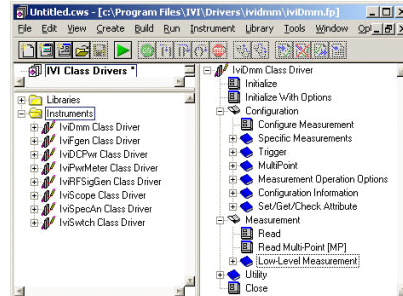 Untitled.cws - [c:\Program Files\IVI\Drivers\ividmm\iviDmm.fp]
File Edit View Create Build Run Instrument Library Tools Window
IVI Class Drivers *
Libraries
Instruments
IviDmm Class Driver
IviFgen Class Driver
IviDCPwr Class Driver
IviPwrMeter Class Driver
IviRFSigGen Class Driver
IviScope Class Driver
IviSpecAn Class Driver
IviSwtch Class Driver
IviDmm Class Driver
Initialize
Initialize With Options
Configuration
Configure Measurement
Specific Measurements
Trigger
MultiPoint
Measurement Operation Options
Configuration Information
Set/Get/Check Attribute
Measurement
Read
Read Multi-Point [MP]
Low-Level Measurement
Utility
Close